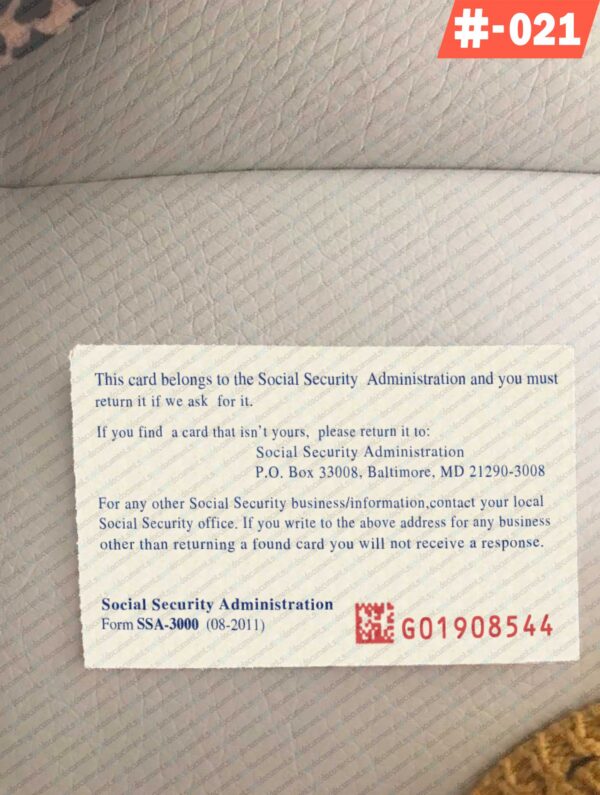 #-021
This card belongs to the Social Security Administration and you must
return it if we ask for it.
If you find a card that isn't yours, please return it to:
Social Security Administration
P.O. Box 33008, Baltimore, MD 21290-3008
For any other Social Security business/information,contact your local
Social Security office. If you write to the above address for any business
other than returning a found card you will not receive a response.
Social Security Administration
Form SSA-3000 (08-2011)
G01908544